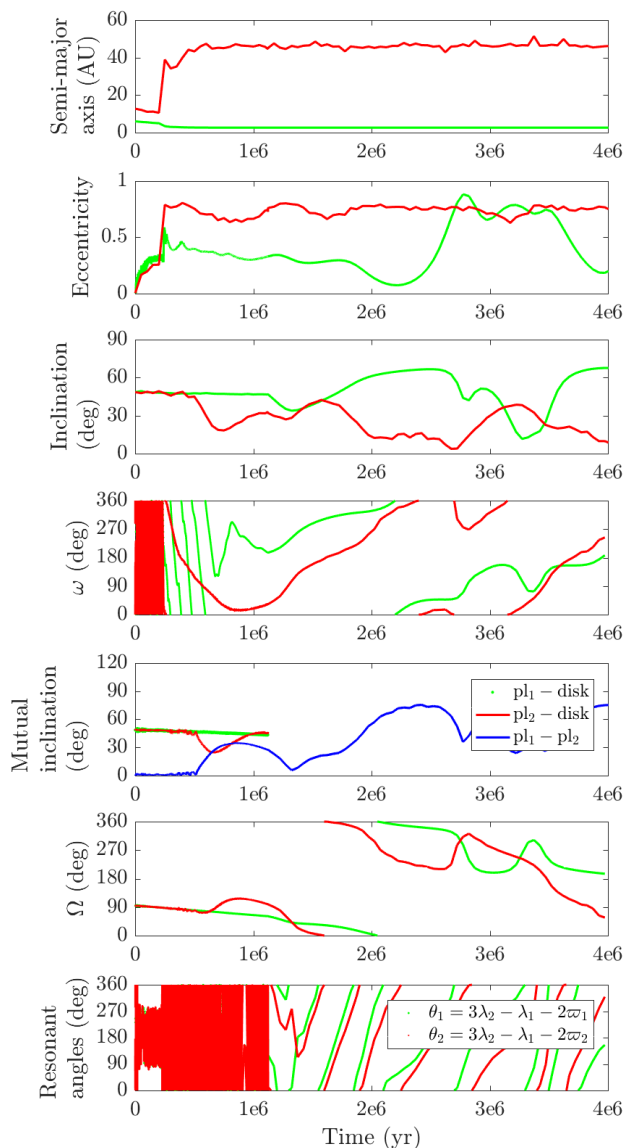 Semi-major
axis (AU)
60
40
20
0
0
1e6
2e6
3e6
4e6
Eccentricity
1
0.5
0
0
1e6
2e6
3e6
4e6
Inclination
(deg)
90
60
30
0
0
1e6
2e6
3e6
4e6
ω (deg)
360
270
180
90
0
0
1e6
2e6
3e6
4e6
Mutual
inclination
(deg)
120
90
60
30
0
pl₁ − disk
pl₂ − disk
pl₁ − pl₂
0
1e6
2e6
3e6
4e6
Ω (deg)
360
270
180
90
0
0
1e6
2e6
3e6
4e6
Resonant
angles (deg)
360
270
180
90
0
θ₁ = 3λ₂ − λ₁ − 2ϖ₁
θ₂ = 3λ₂ − λ₁ − 2ϖ₂
0
1e6
2e6
3e6
4e6
Time (yr)